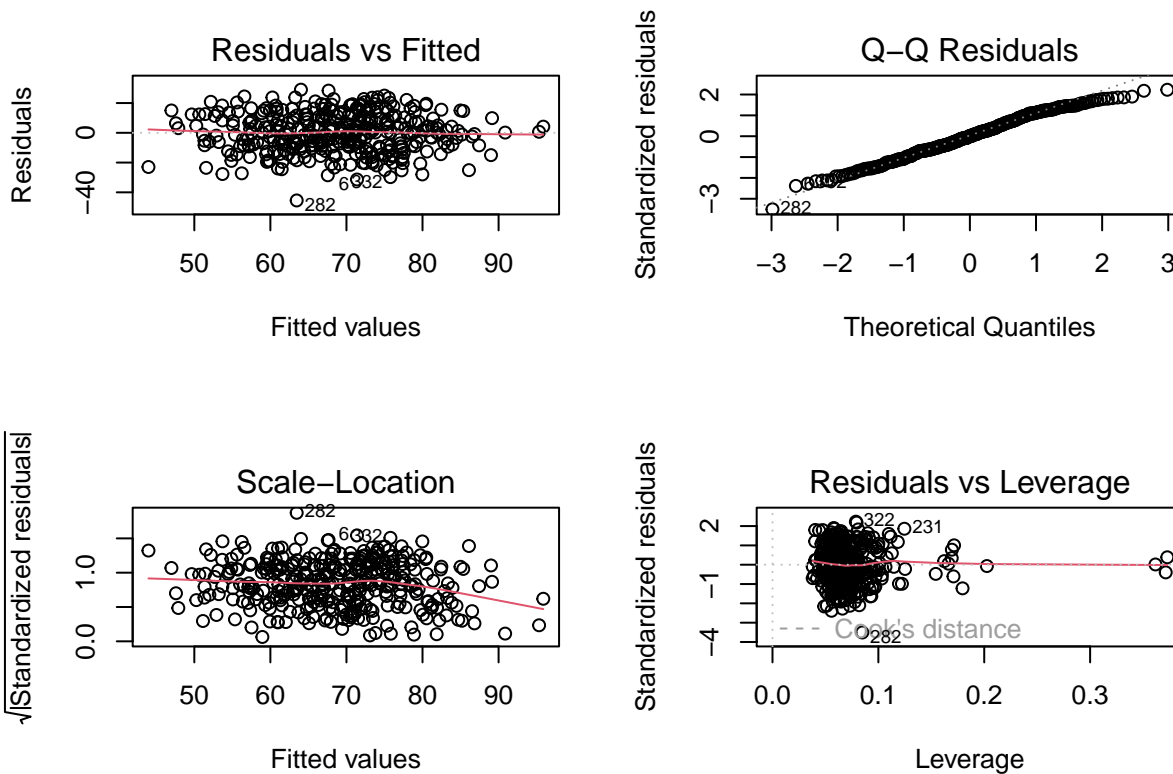 Residuals vs Fitted
Residuals
0
−40
282
332
50 60 70 80 90
Fitted values
Q−Q Residuals
Standardized residuals
2
0
−3
282
−3 −2 −1 0 1 2 3
Theoretical Quantiles
Scale−Location
√|Standardized residuals|
1.0
0.0
282
332
50 60 70 80 90
Fitted values
Residuals vs Leverage
Standardized residuals
2
−1
−4
322
231
Cook's distance
282
0.0 0.1 0.2 0.3
Leverage